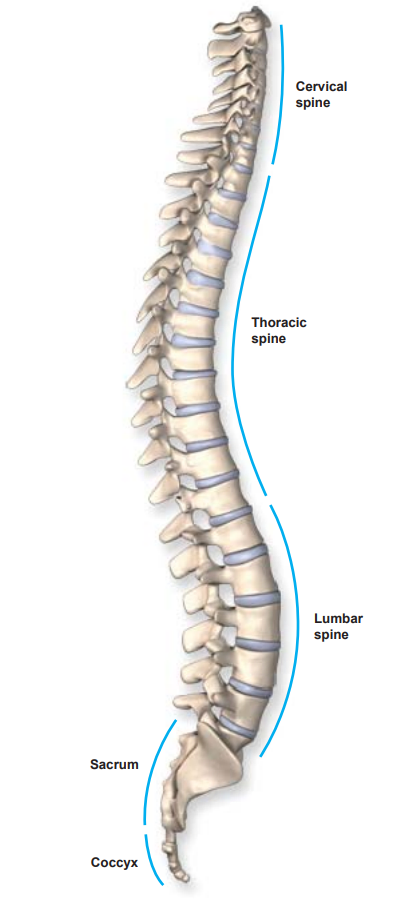 Cervical
spine
Thoracic
spine
Lumbar
spine
Sacrum
Coccyx